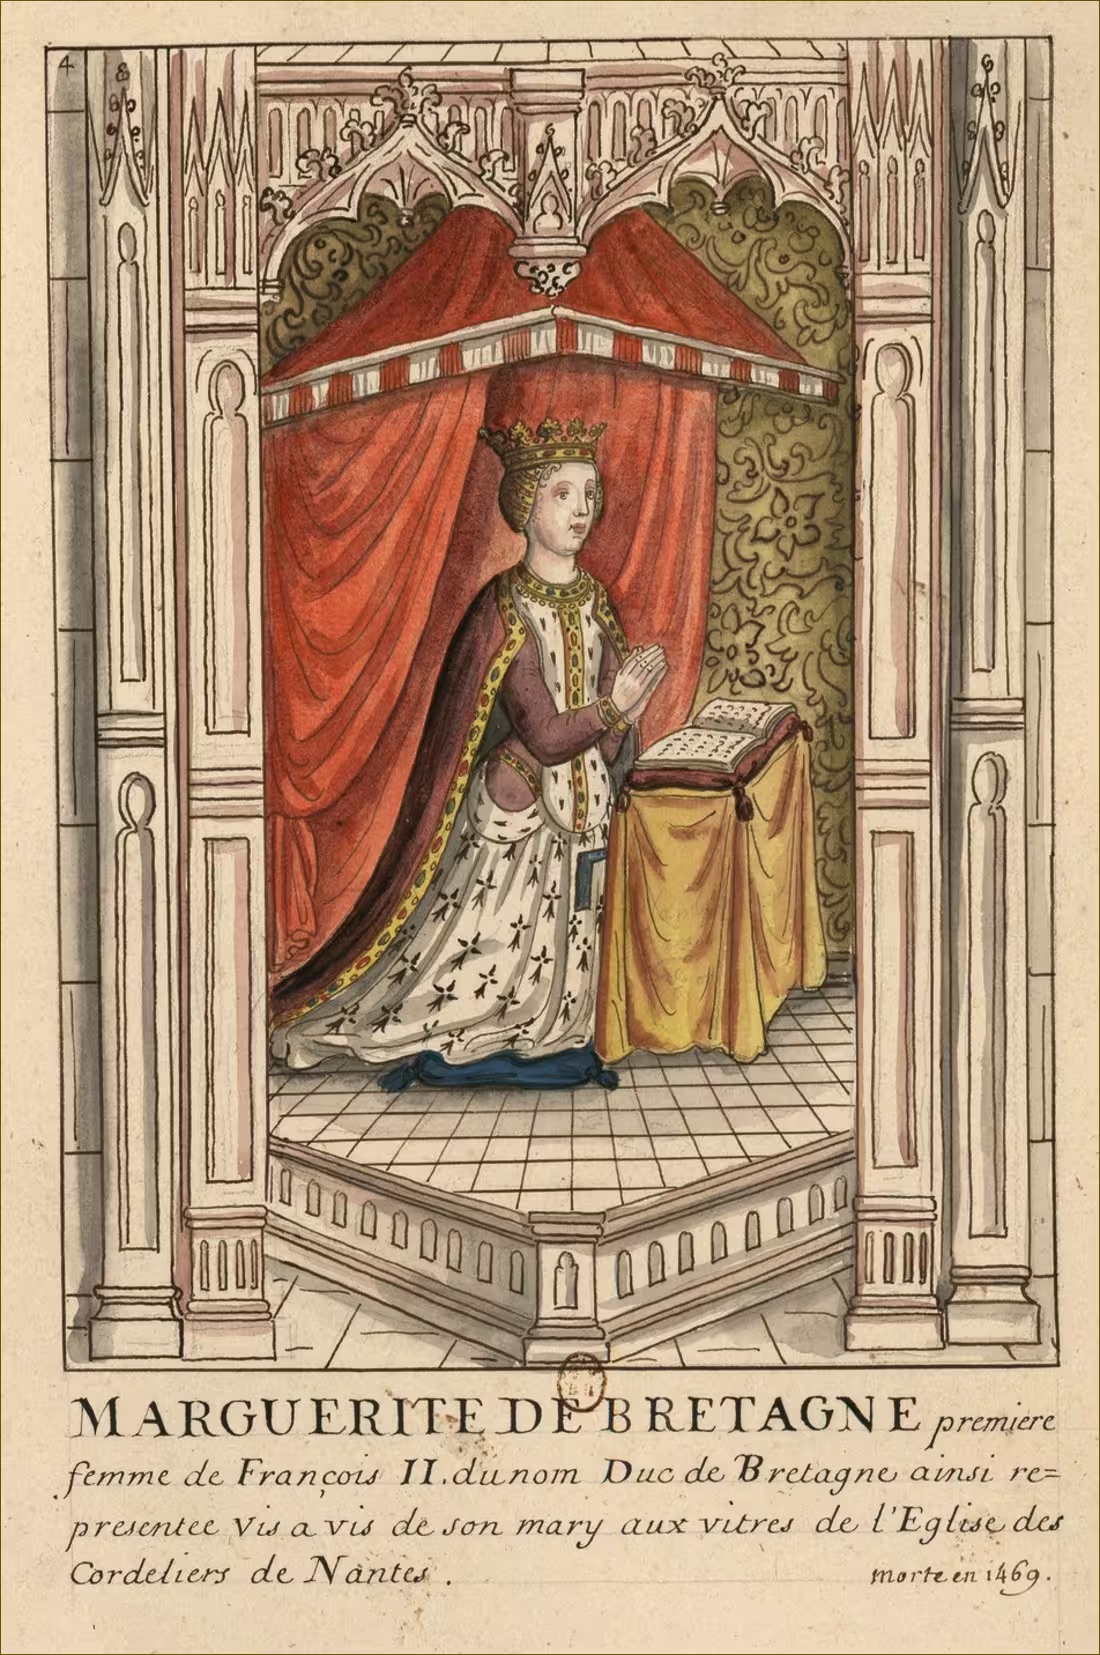 4
MARGUERITE DE BRETAGNE premiere
femme de François II. du nom Duc de Bretagne ainsi re=
presentee vis a vis de son mary aux vitres de l'Eglise des
Cordeliers de Nantes.
morte en 1469.